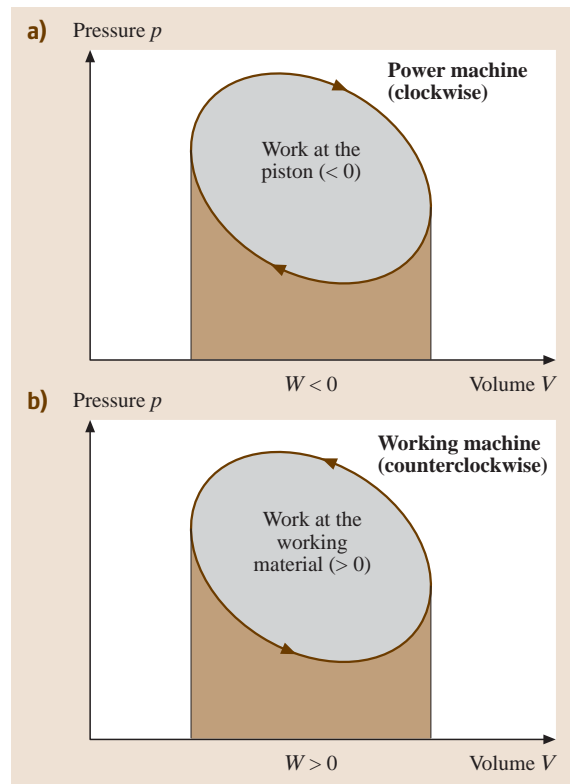 a) Pressure p
Power machine
(clockwise)
Work at the
piston (< 0)
W < 0
Volume V
b) Pressure p
Working machine
(counterclockwise)
Work at the
working
material (> 0)
W > 0
Volume V